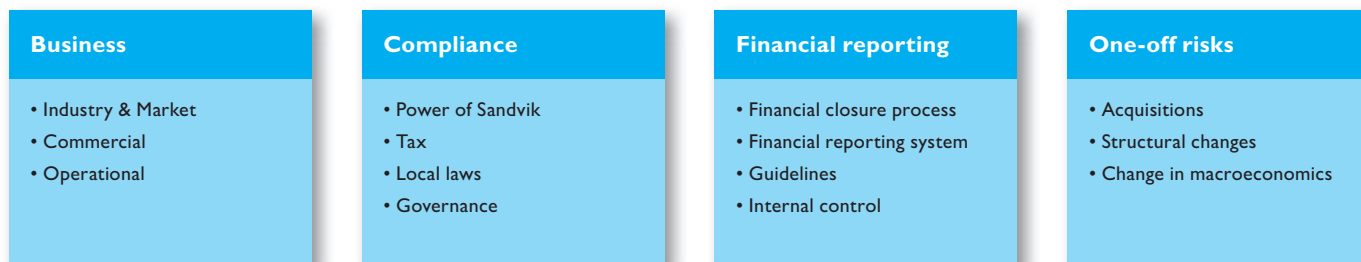 Business
• Industry & Market
• Commercial
• Operational
Compliance
• Power of Sandvik
• Tax
• Local laws
• Governance
Financial reporting
• Financial closure process
• Financial reporting system
• Guidelines
• Internal control
One-off risks
• Acquisitions
• Structural changes
• Change in macroeconomics